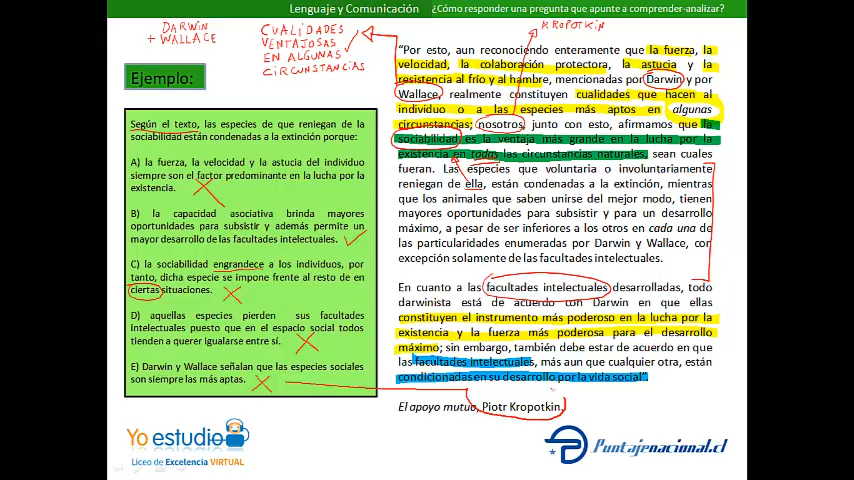 Lenguaje y Comunicación
¿Cómo responder una pregunta que apunte a comprender-analizar?
DARWIN
+ WALLACE
CUALIDADES
VENTAJOSAS
EN ALGUNAS
CIRCUNSTANCIAS
KROPOTKIN
Ejemplo:
Según el texto, las especies de que reniegan de la
sociabilidad están condenadas a la extinción porque:
A) la fuerza, la velocidad y la astucia del individuo
siempre son el factor predominante en la lucha por la
existencia.
B) la capacidad asociativa brinda mayores
oportunidades para subsistir y además permite un
mayor desarrollo de las facultades intelectuales.
C) la sociabilidad engrandece a los individuos, por
tanto, dicha especie se impone frente al resto de en
ciertas situaciones.
D) aquellas especies pierden sus facultades
intelectuales puesto que en el espacio social todos
tienden a querer igualarse entre sí.
E) Darwin y Wallace señalan que las especies sociales
son siempre las más aptas.
“Por esto, aun reconociendo enteramente que la fuerza, la
velocidad, la colaboración protectora, la astucia y la
resistencia al frío y al hambre, mencionadas por Darwin y por
Wallace, realmente constituyen cualidades que hacen al
individuo o a las especies más aptos en algunas
circunstancias; nosotros, junto con esto, afirmamos que la
sociabilidad es la ventaja más grande en la lucha por la
existencia en todas las circunstancias naturales, sean cuales
fueran. Las especies que voluntaria o involuntariamente
reniegan de ella, están condenadas a la extinción, mientras
que los animales que saben unirse del mejor modo, tienen
mayores oportunidades para subsistir y para un desarrollo
máximo, a pesar de ser inferiores a los otros en cada una de
las particularidades enumeradas por Darwin y Wallace, con
excepción solamente de las facultades intelectuales.
En cuanto a las facultades intelectuales desarrolladas, todo
darwinista está de acuerdo con Darwin en que ellas
constituyen el instrumento más poderoso en la lucha por la
existencia y la fuerza más poderosa para el desarrollo
máximo; sin embargo, también debe estar de acuerdo en que
las facultades intelectuales, más aun que cualquier otra, están
condicionadas en su desarrollo por la vida social”
El apoyo mutuo, Piotr Kropotkin.
Yo estudio
Liceo de Excelencia VIRTUAL
Puntajenacional.cl